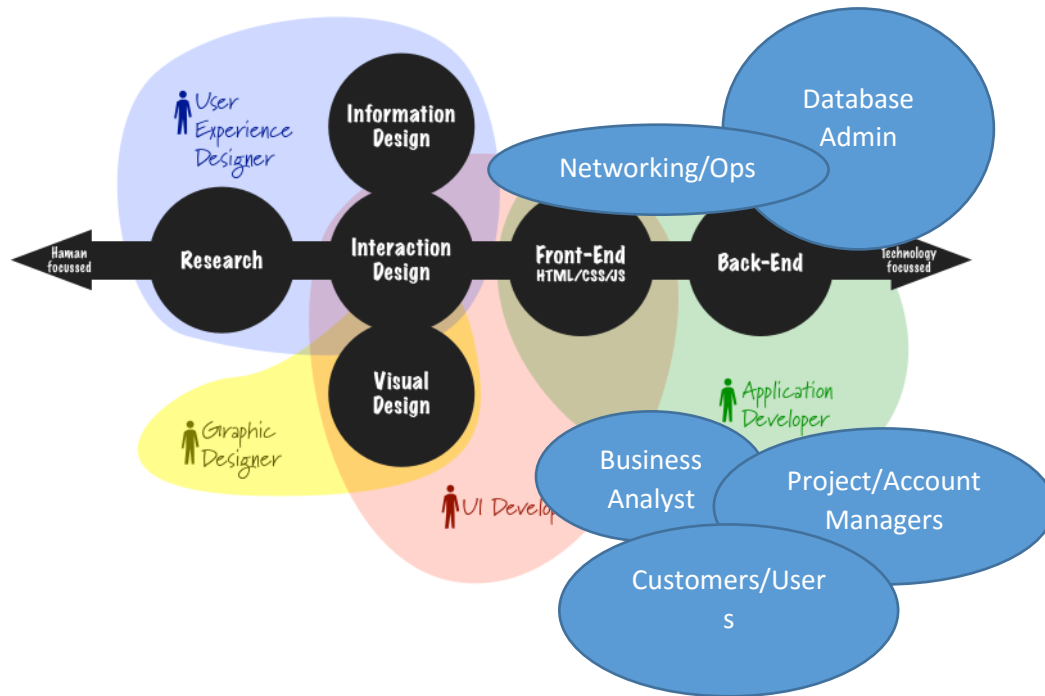 Database
Admin
Networking/Ops
User
Experience
Designer
Information
Design
Haman
focussed
Research
Interaction
Design
Front-End
HTML/CSS/JS
Back-End
Technology
focussed
Visual
Design
Graphic
Designer
Application
Developer
UI Develop
Business
Analyst
Project/Account
Managers
Customers/User
s